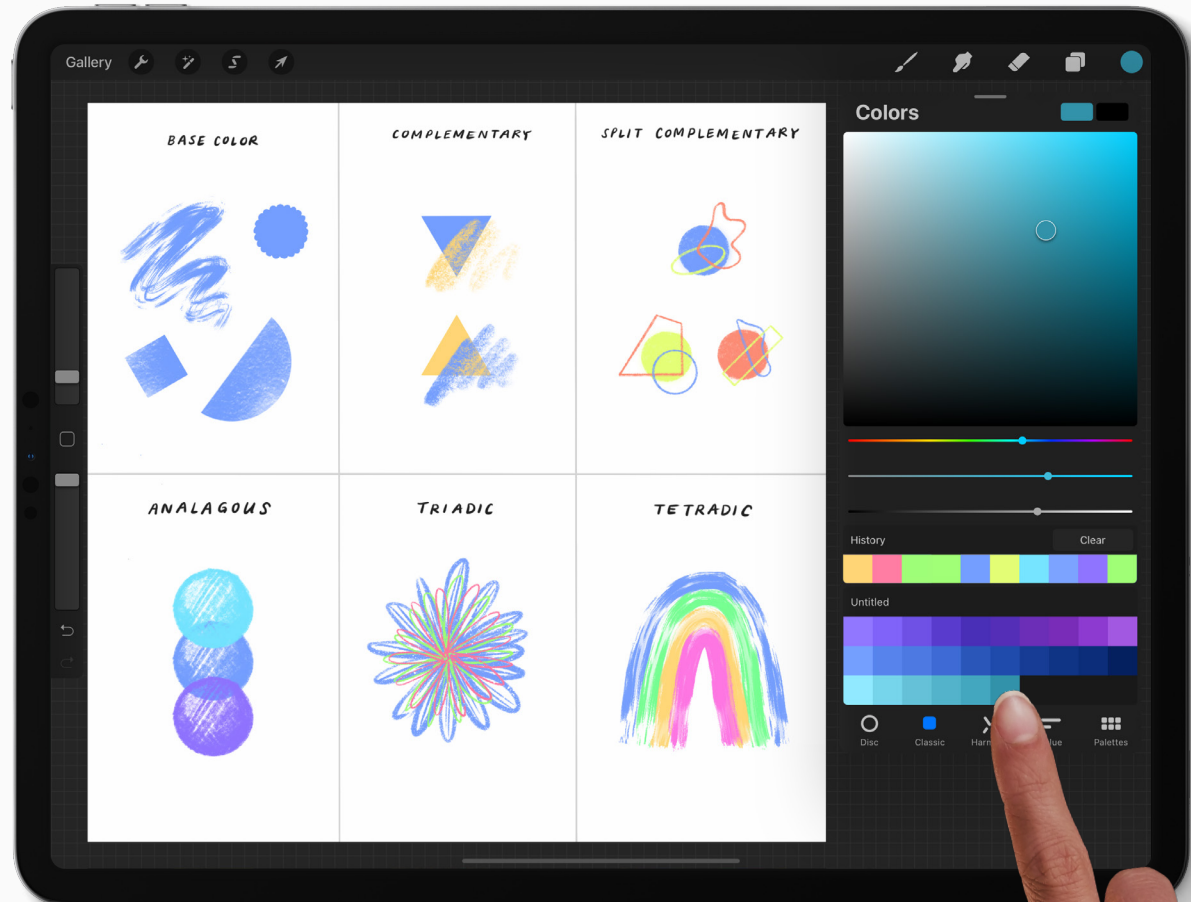 Gallery
Colors
BASE COLOR
COMPLEMENTARY
SPLIT COMPLEMENTARY
ANALAGOUS
TRIADIC
TETRADIC
History
Clear
Untitled
Disc
Classic
Palettes